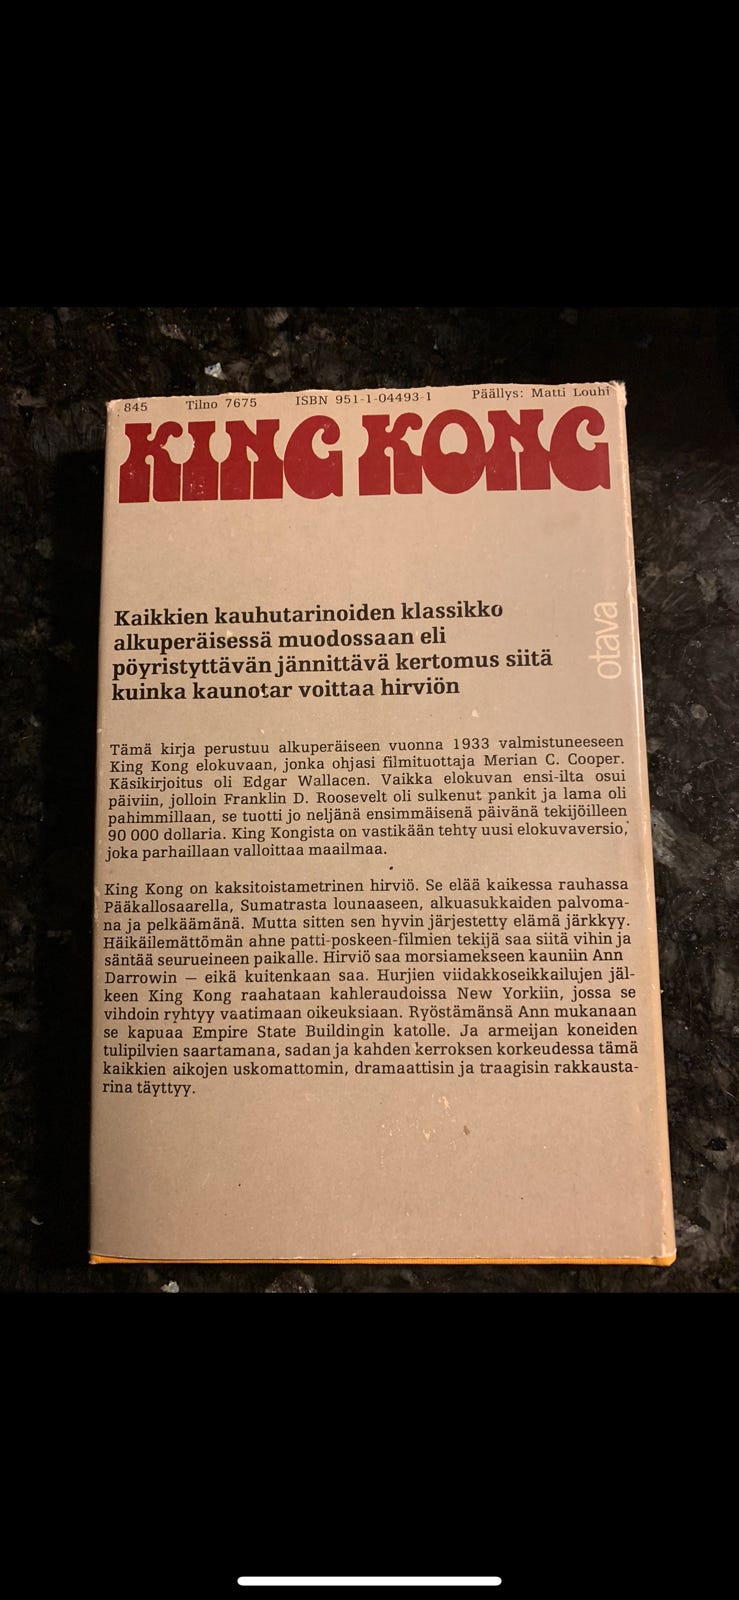 845 Tilno 7675 ISBN 951-1-04493-1 Päällys: Matti Louhi
KING KONG
Kaikkien kauhutarinoiden klassikko
alkuperäisessä muodossaan eli
pöyristyttävän jännittävä kertomus siitä
kuinka kaunotar voittaa hirviön
otava
Tämä kirja perustuu alkuperäiseen vuonna 1933 valmistuneeseen
King Kong elokuvaan, jonka ohjasi filmituottaja Merian C. Cooper.
Käsikirjoitus oli Edgar Wallacen. Vaikka elokuvan ensi-ilta osui
päiviin, jolloin Franklin D. Roosevelt oli sulkenut pankit ja lama oli
pahimmillaan, se tuotti jo neljänä ensimmäisenä päivänä tekijöilleen
90 000 dollaria. King Kongista on vastikään tehty uusi elokuvaversio,
joka parhaillaan valloittaa maailmaa.
King Kong on kaksitoistametrinen hirviö. Se elää kaikessa rauhassa
Pääkallosaarella, Sumatrasta lounaaseen, alkuasukkaiden palvoma-
na ja pelkäämänä. Mutta sitten sen hyvin järjestetty elämä järkkyy.
Häikäilemättömän ahne patti-poskeen-filmien tekijä saa siitä vihin ja
säntää seurueineen paikalle. Hirviö saa morsiamekseen kauniin Ann
Darrowin — eikä kuitenkaan saa. Hurjien viidakkoseikkailujen jäl-
keen King Kong raahataan kahleraudoissa New Yorkiin, jossa se
vihdoin ryhtyy vaatimaan oikeuksiaan. Ryöstämänsä Ann mukanaan
se kapuaa Empire State Buildingin katolle. Ja armeijan koneiden
tulipilvien saartamana, sadan ja kahden kerroksen korkeudessa tämä
kaikkien aikojen uskomattomin, dramaattisin ja traagisin rakkausta-
rina täyttyy.